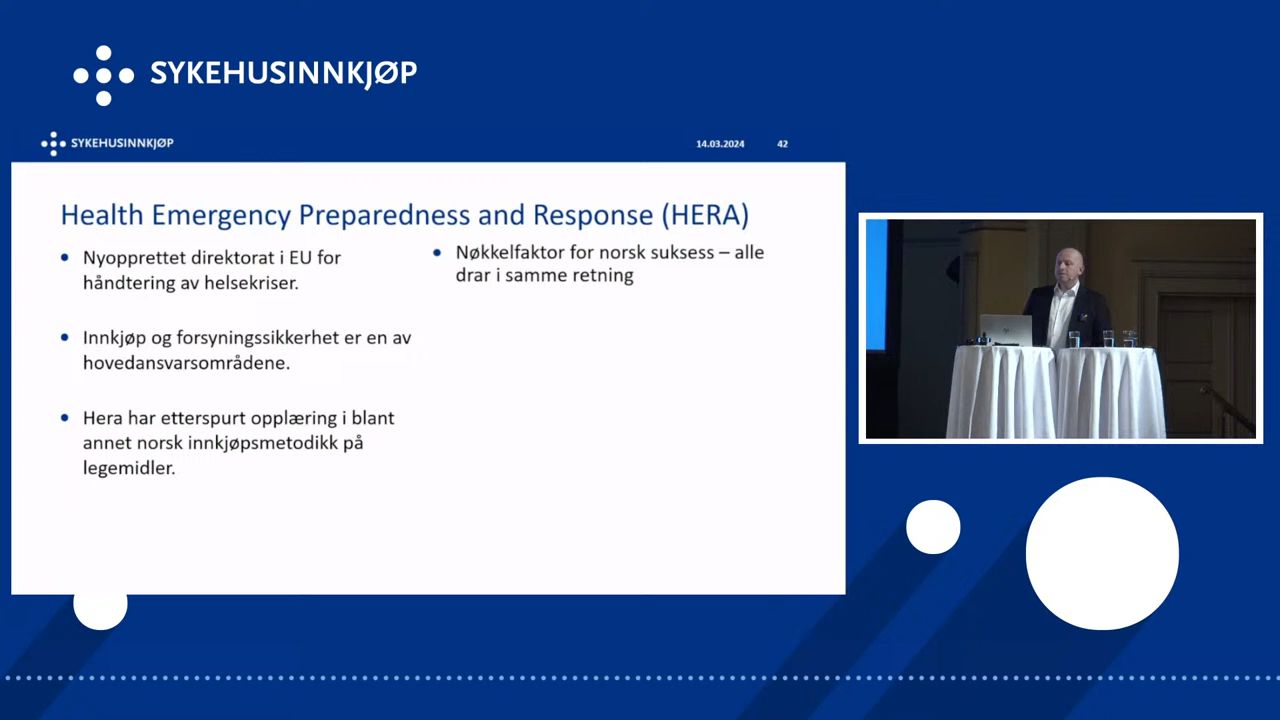 SYKEHUSINNKJØP
SYKEHUSINNKJØP
14.03.2024
42
Health Emergency Preparedness and Response (HERA)
• Nyopprettet direktorat i EU for
håndtering av helsekriser.
• Innkjøp og forsyningssikkerhet er en av
hovedansvarsområdene.
• Hera har etterspurt opplæring i blant
annet norsk innkjøpsmetodikk på
legemidler.
• Nøkkelfaktor for norsk suksess – alle
drar i samme retning